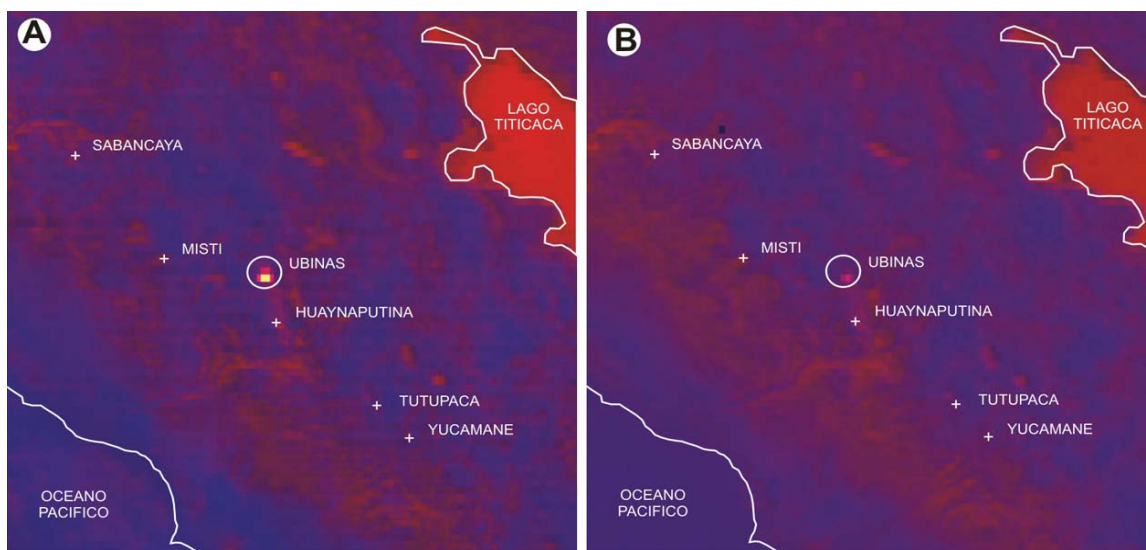 A
LAGO
TITICACA
SABANCAYA
MISTI
UBINAS
HUAYNAPUTINA
TUTUPACA
YUCAMANE
OCEANO
PACIFICO
B
LAGO
TITICACA
SABANCAYA
MISTI
UBINAS
HUAYNAPUTINA
TUTUPACA
YUCAMANE
OCEANO
PACIFICO